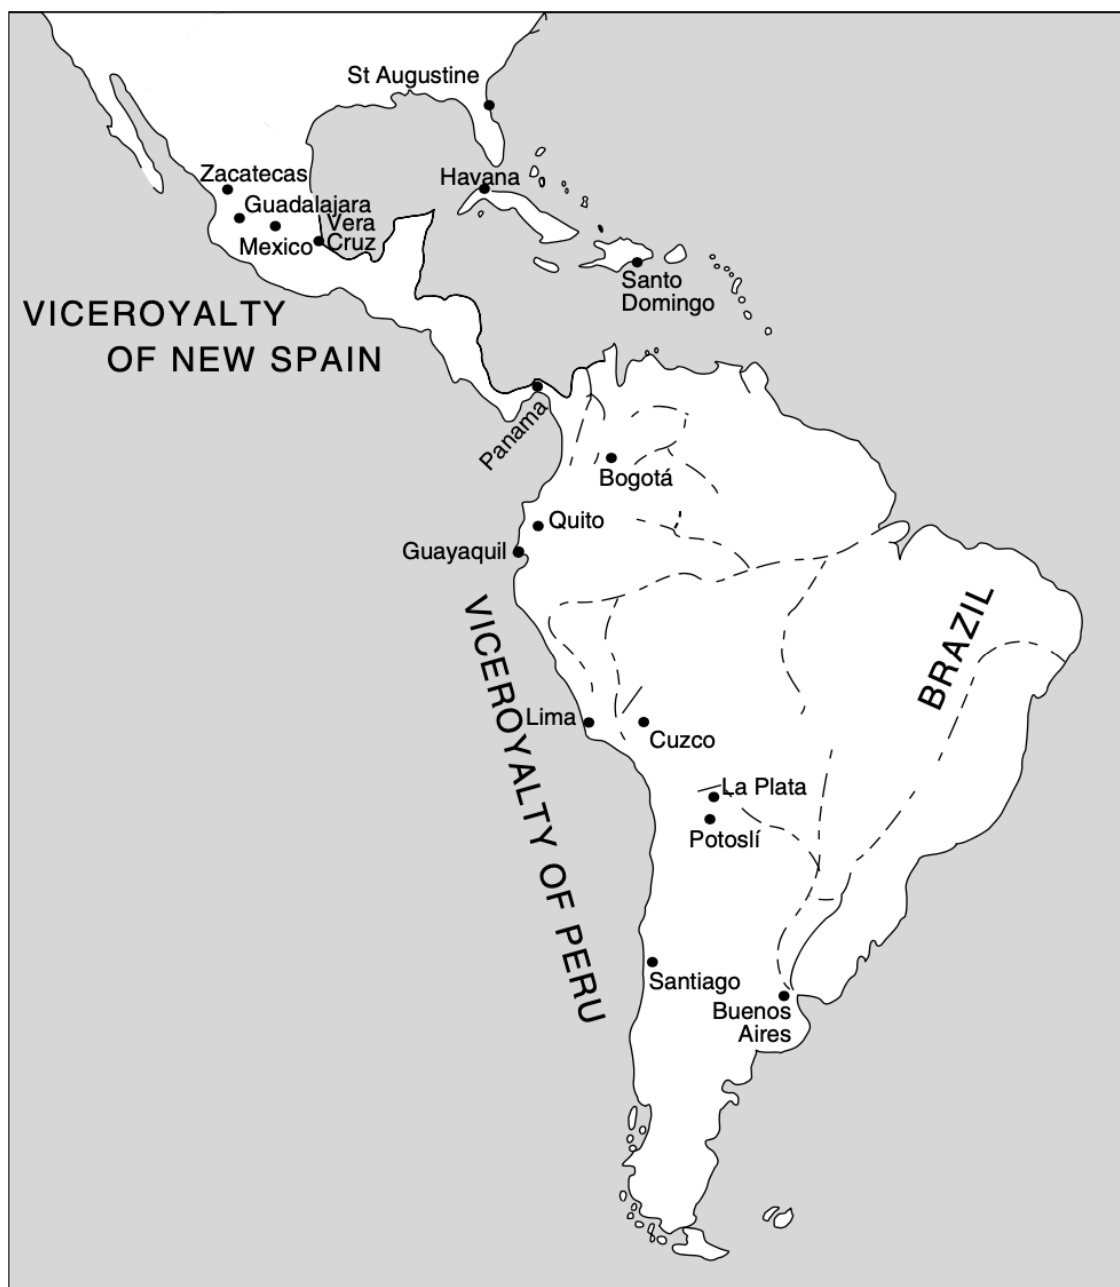 St Augustine
Zacatecas
Havana
Guadalajara
Vera
Mexico
Cruz
Santo
Domingo
VICEROYALTY
OF NEW SPAIN
Panama
Bogotá
Quito
Guayaquil
BRAZIL
VICEROYALTY OF PERU
Lima
Cuzco
La Plata
Potoslí
Santiago
Buenos
Aires